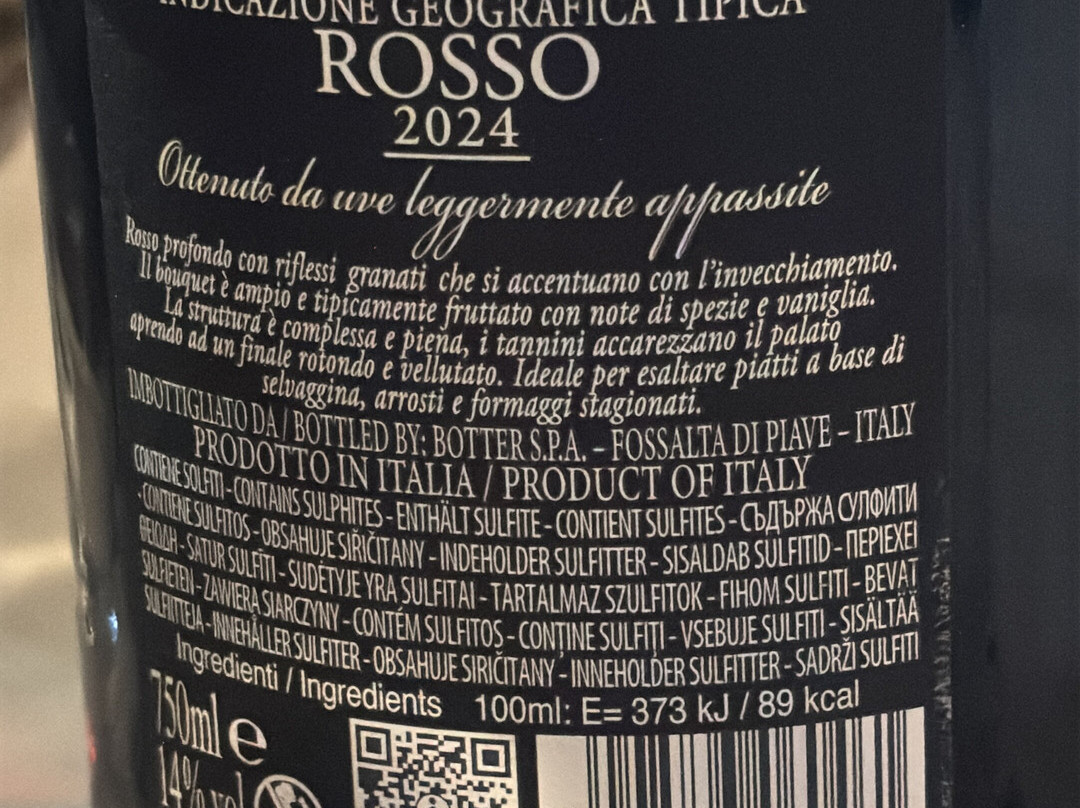 INDICAZIONE GEOGRAFICA TIPICA
ROSSO
2024
Ottenuto da uve leggermente appassite
Rosso profondo con riflessi granati che si accentuano con l'invecchiamento.
Il bouquet è ampio e tipicamente fruttato con note di spezie e vaniglia.
La struttura è complessa e piena, i tannini accarezzano il palato
aprendo ad un finale rotondo e vellutato. Ideale per esaltare piatti a base di
selvaggina, arrosti e formaggi stagionati.
IMBOTTIGLIATO DA / BOTTLED BY: BOTTER S.P.A. – FOSSALTA DI PIAVE – ITALY
PRODOTTO IN ITALIA / PRODUCT OF ITALY
CONTIENE SOLFITI - CONTAINS SULPHITES - ENTHÄLT SULFITE - CONTIENT SULFITES - СЪДЪРЖА СУЛФИТИ
- CONTIENE SULFITOS - OBSAHUJE SIŘIČITANY - INDEHOLDER SULFITTER - SISALDAB SULFITID - ΠΕΡΙΕΧΕΙ
ΘΕΙΩΔΗ - SATUR SULFĪTI - SUDĖTYJE YRA SULFITAI - TARTALMAZ SZULFITOK - FIHOM SULFITI - BEVAT
SULFIETEN - ZAWIERA SIARCZYNY - CONTÉM SULFITOS - CONȚINE SULFIȚI - VSEBUJE SULFITI - SISÄLTÄÄ
SULFIITTEJA - INNEHÅLLER SULFITER - OBSAHUJE SIRIČITANY - INNEHOLDER SULFITTER - SADRŽI SULFITI
Ingredienti / Ingredients 100ml: E= 373 kJ / 89 kcal
750ml e
14% vol